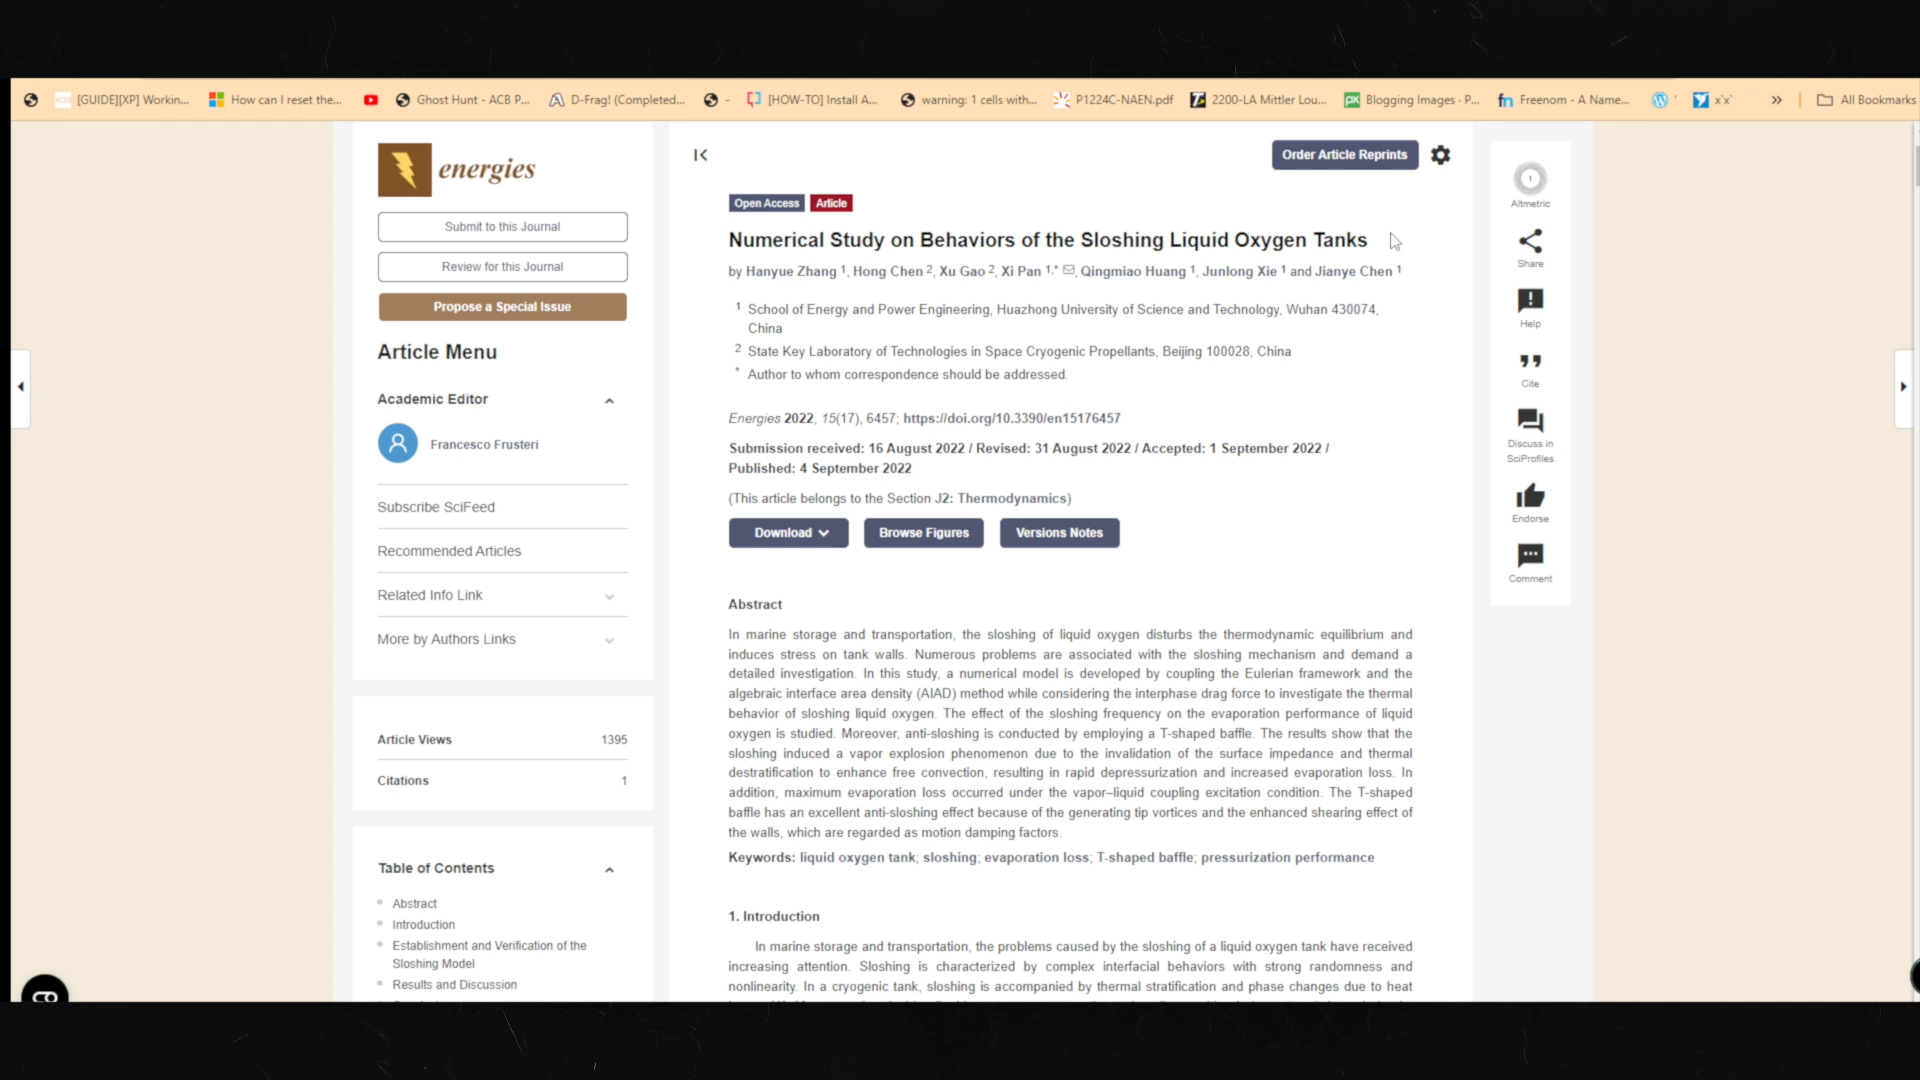 [GUIDE][XP] Workin...
How can I reset the...
Ghost Hunt - ACB P...
D-Frag! (Completed...
-
[HOW-TO] Install A...
warning: 1 cells with...
P1224C-NAEN.pdf
2200-LA Mittler Lou...
Blogging Images · P...
Freenom - A Name...
x`x`
»
All Bookmarks
energies
Submit to this Journal
Review for this Journal
Propose a Special Issue
Article Menu
Academic Editor
Francesco Frusteri
Subscribe SciFeed
Recommended Articles
Related Info Link
More by Authors Links
Article Views 1395
Citations 1
Table of Contents
Abstract
Introduction
Establishment and Verification of the
Sloshing Model
Results and Discussion
Order Article Reprints
Open Access Article
Numerical Study on Behaviors of the Sloshing Liquid Oxygen Tanks
by Hanyue Zhang 1, Hong Chen 2, Xu Gao 2, Xi Pan 1,* , Qingmiao Huang 1, Junlong Xie 1 and Jianye Chen 1
1 School of Energy and Power Engineering, Huazhong University of Science and Technology, Wuhan 430074,
China
2 State Key Laboratory of Technologies in Space Cryogenic Propellants, Beijing 100028, China
* Author to whom correspondence should be addressed.
Energies 2022, 15(17), 6457; https://doi.org/10.3390/en15176457
Submission received: 16 August 2022 / Revised: 31 August 2022 / Accepted: 1 September 2022 /
Published: 4 September 2022
(This article belongs to the Section J2: Thermodynamics)
Download
Browse Figures
Versions Notes
Abstract
In marine storage and transportation, the sloshing of liquid oxygen disturbs the thermodynamic equilibrium and
induces stress on tank walls. Numerous problems are associated with the sloshing mechanism and demand a
detailed investigation. In this study, a numerical model is developed by coupling the Eulerian framework and the
algebraic interface area density (AIAD) method while considering the interphase drag force to investigate the thermal
behavior of sloshing liquid oxygen. The effect of the sloshing frequency on the evaporation performance of liquid
oxygen is studied. Moreover, anti-sloshing is conducted by employing a T-shaped baffle. The results show that the
sloshing induced a vapor explosion phenomenon due to the invalidation of the surface impedance and thermal
destratification to enhance free convection, resulting in rapid depressurization and increased evaporation loss. In
addition, maximum evaporation loss occurred under the vapor–liquid coupling excitation condition. The T-shaped
baffle has an excellent anti-sloshing effect because of the generating tip vortices and the enhanced shearing effect of
the walls, which are regarded as motion damping factors.
Keywords: liquid oxygen tank; sloshing; evaporation loss; T-shaped baffle; pressurization performance
1. Introduction
In marine storage and transportation, the problems caused by the sloshing of a liquid oxygen tank have received
increasing attention. Sloshing is characterized by complex interfacial behaviors with strong randomness and
nonlinearity. In a cryogenic tank, sloshing is accompanied by thermal stratification and phase changes due to heat
1
Altmetric
Share
Help
Cite
Discuss in
SciProfiles
Endorse
Comment